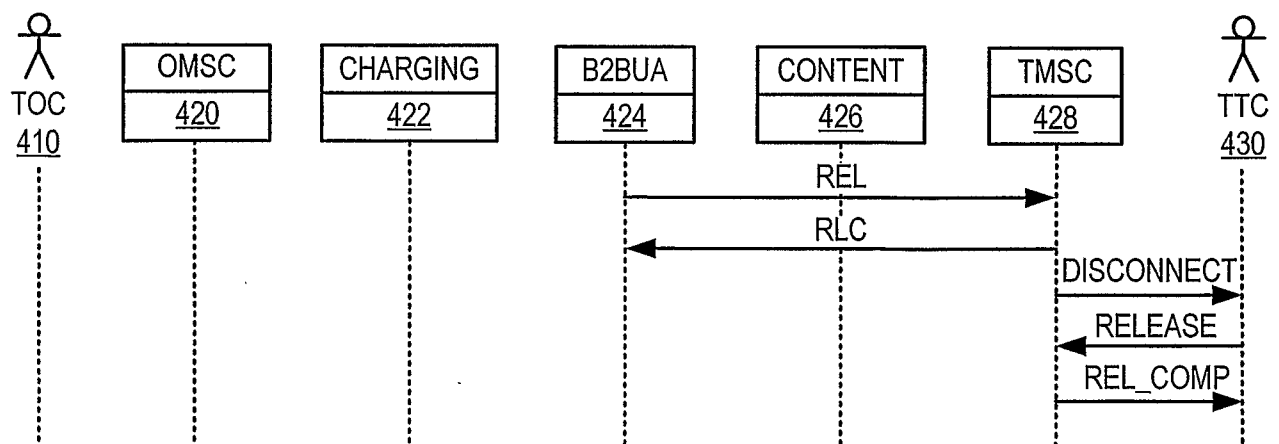 OMSC
CHARGING
B2BUA
CONTENT
TMSC
TOC
420
422
424
426
428
TTC
410
430
REL
RLC
DISCONNECT
RELEASE
REL_COMP